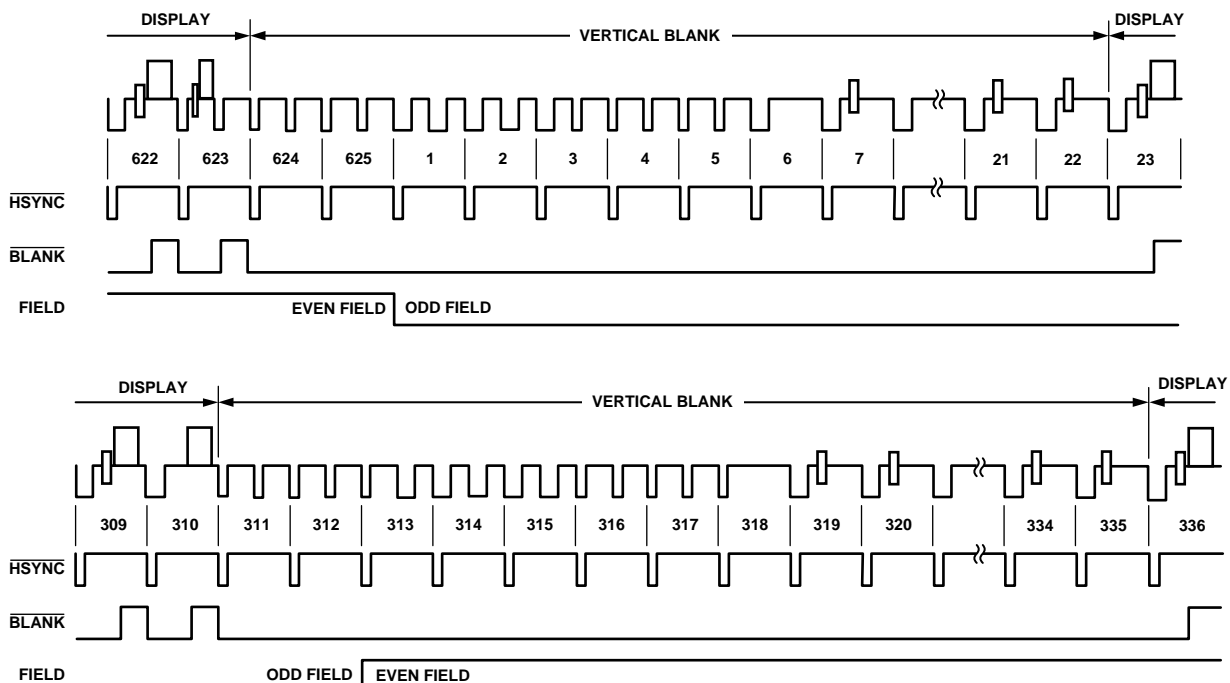 DISPLAY VERTICAL BLANK DISPLAY
622 623 624 625 1 2 3 4 5 6 7 21 22 23
HSYNC
BLANK
FIELD EVEN FIELD ODD FIELD
DISPLAY VERTICAL BLANK DISPLAY
309 310 311 312 313 314 315 316 317 318 319 320 334 335 336
HSYNC
BLANK
FIELD ODD FIELD EVEN FIELD